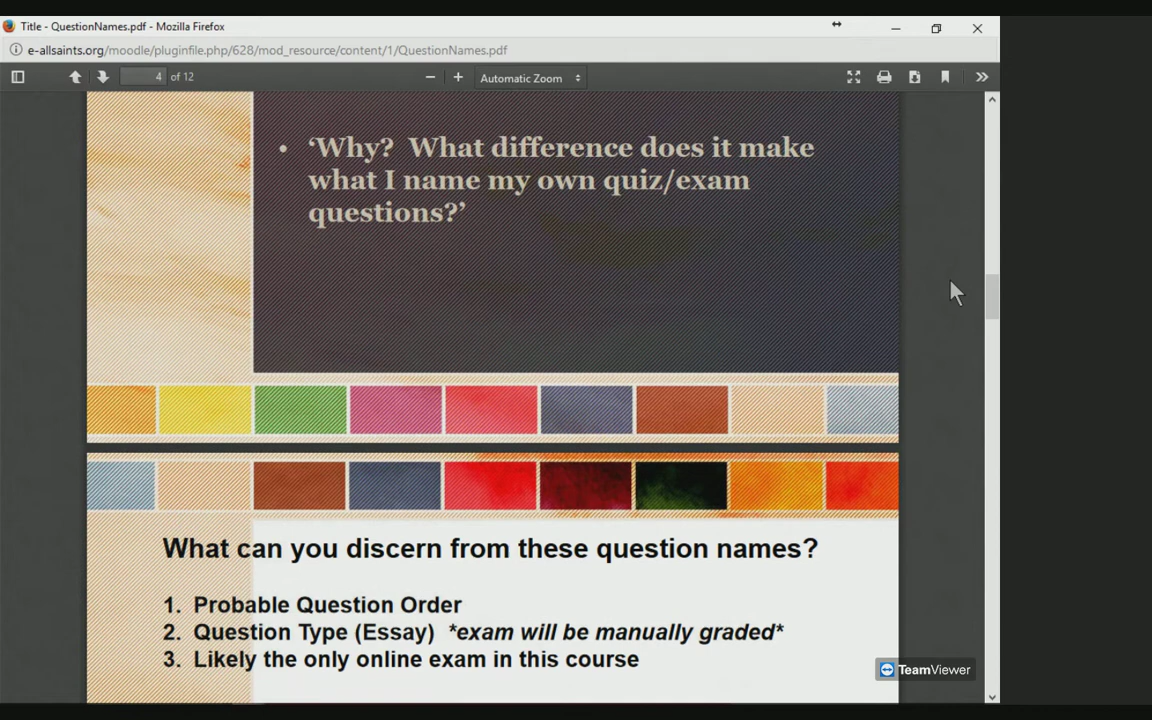 Title - QuestionNames.pdf - Mozilla Firefox
e-allsaints.org/moodle/pluginfile.php/628/mod_resource/content/1/QuestionNames.pdf
4 of 12
Automatic Zoom
• ‘Why? What difference does it make
what I name my own quiz/exam
questions?’
What can you discern from these question names?
1. Probable Question Order
2. Question Type (Essay) *exam will be manually graded*
3. Likely the only online exam in this course
TeamViewer